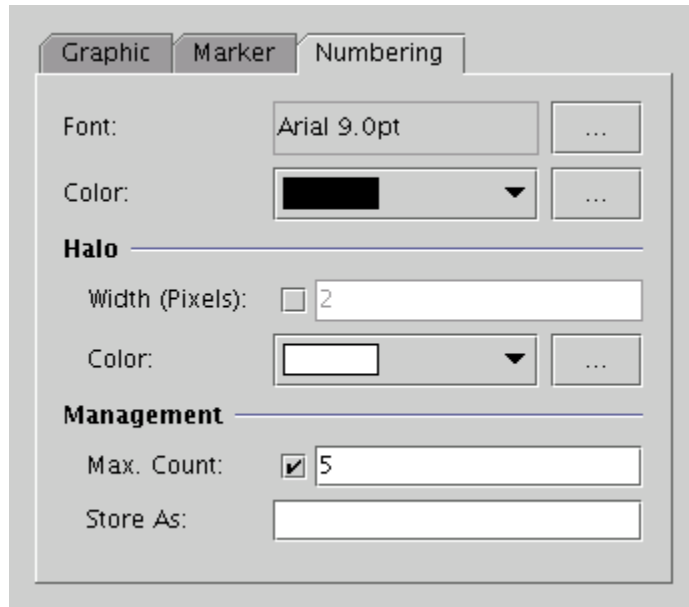 Graphic Marker Numbering
Font: Arial 9.0pt ...
Color: ...
Halo
Width (Pixels): 2
Color: ...
Management
Max. Count: 5
Store As: